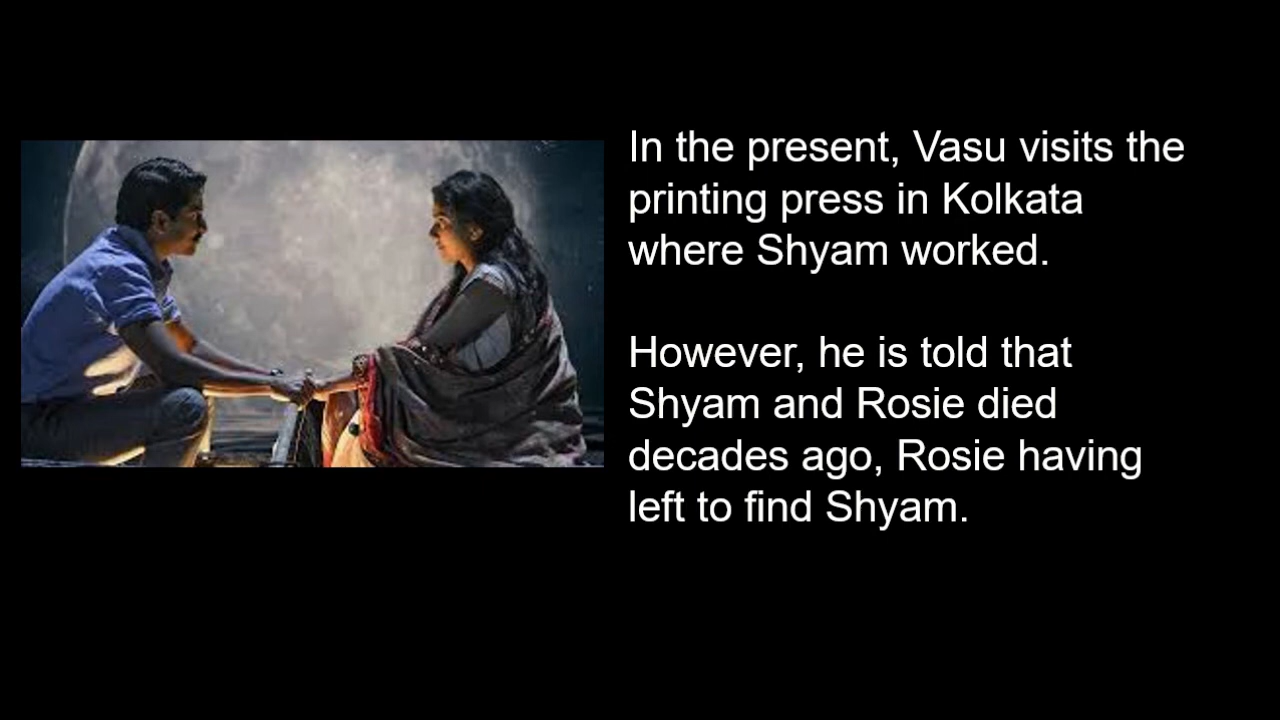 In the present, Vasu visits the
printing press in Kolkata
where Shyam worked.
However, he is told that
Shyam and Rosie died
decades ago, Rosie having
left to find Shyam.